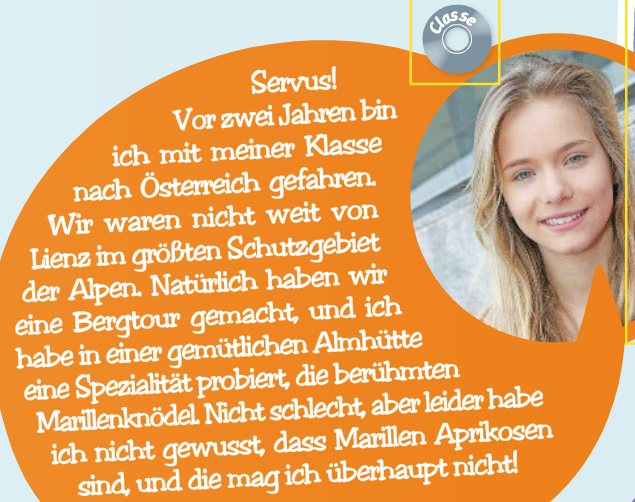 Classe
Servus!
Vor zwei Jahren bin
ich mit meiner Klasse
nach Österreich gefahren.
Wir waren nicht weit von
Lienz im größten Schutzgebiet
der Alpen. Natürlich haben wir
eine Bergtour gemacht, und ich
habe in einer gemütlichen Almhütte
eine Spezialität probiert, die berühmten
Marillenknödel. Nicht schlecht, aber leider habe
ich nicht gewusst, dass Marillen Aprikosen
sind, und die mag ich überhaupt nicht!